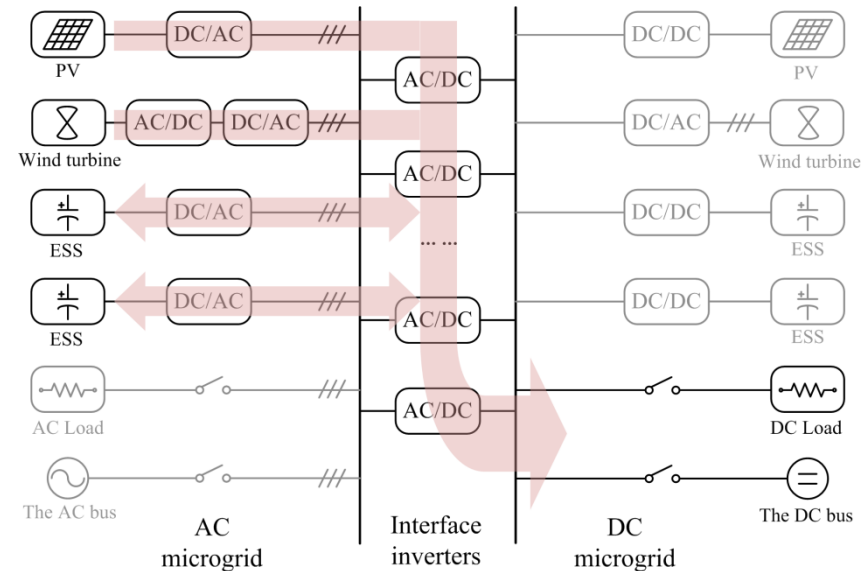 DC/AC
DC/DC
PV
PV
AC/DC
AC/DC
DC/AC
DC/AC
Wind turbine
Wind turbine
AC/DC
DC/AC
DC/DC
ESS
ESS
... ...
DC/AC
DC/DC
ESS
AC/DC
ESS
AC Load
AC/DC
DC Load
The AC bus
The DC bus
AC
microgrid
Interface
inverters
DC
microgrid